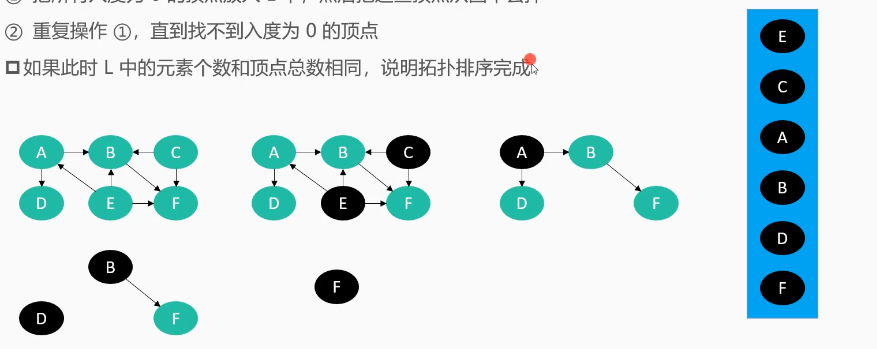 ② 重复操作 ①，直到找不到入度为 0 的顶点
如果此时 L 中的元素个数和顶点总数相同，说明拓扑排序完成
A B C
D E F
A B C
D E F
A B
D F
B
D F
F
E
C
A
B
D
F